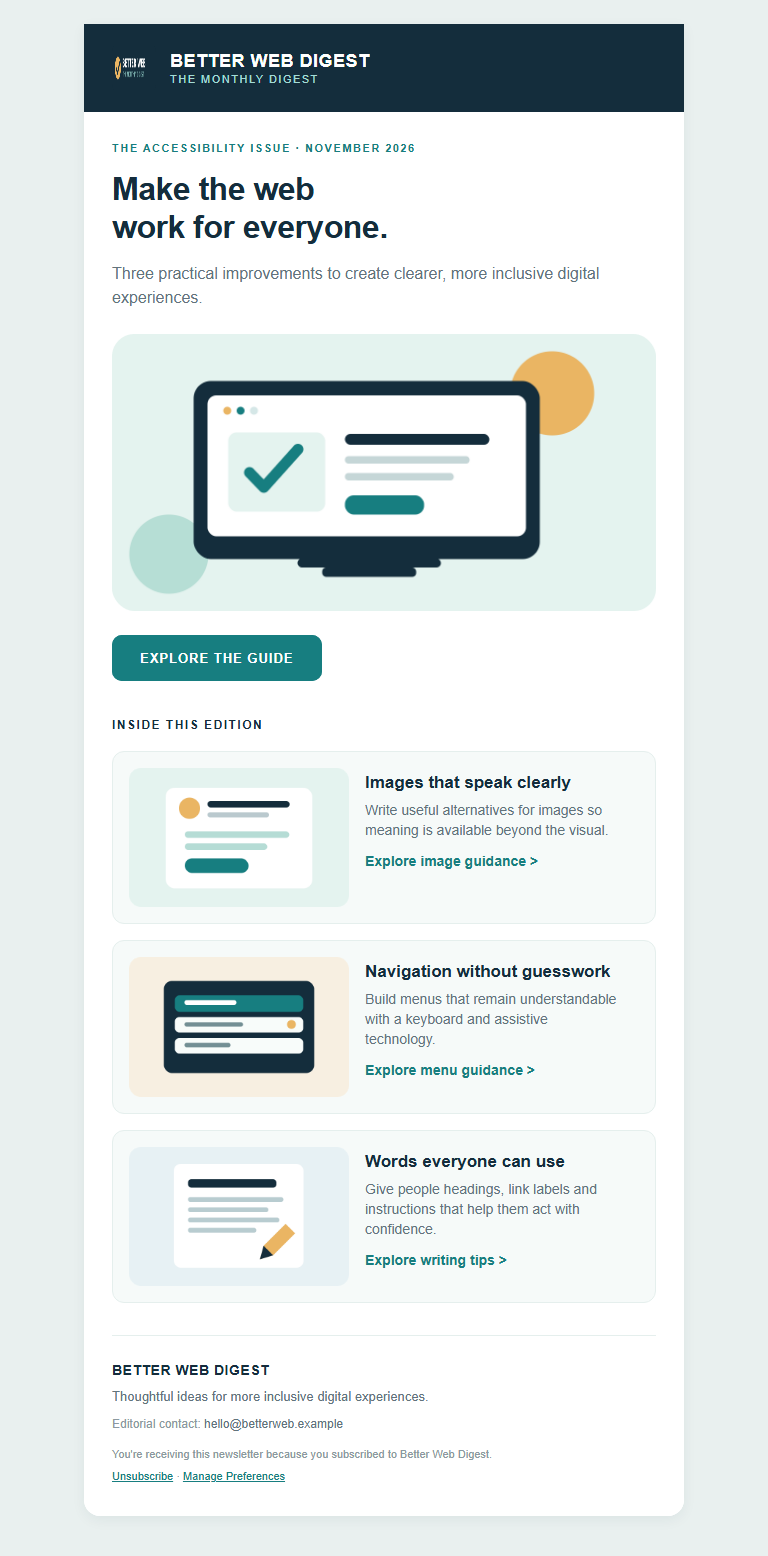 BETTER WEB
BETTER WEB DIGEST
THE MONTHLY DIGEST
THE ACCESSIBILITY ISSUE · NOVEMBER 2026
Make the web
work for everyone.
Three practical improvements to create clearer, more inclusive digital
experiences.
EXPLORE THE GUIDE
INSIDE THIS EDITION
Images that speak clearly
Write useful alternatives for images so
meaning is available beyond the visual.
Explore image guidance >
Navigation without guesswork
Build menus that remain understandable
with a keyboard and assistive
technology.
Explore menu guidance >
Words everyone can use
Give people headings, link labels and
instructions that help them act with
confidence.
Explore writing tips >
BETTER WEB DIGEST
Thoughtful ideas for more inclusive digital experiences.
Editorial contact: hello@betterweb.example
You're receiving this newsletter because you subscribed to Better Web Digest.
Unsubscribe · Manage Preferences